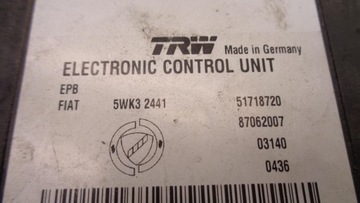 TRW Made in Germany
ELECTRONIC CONTROL UNIT
EPB
FIAT 5WK3 2441 51718720
87062007
03140
0436